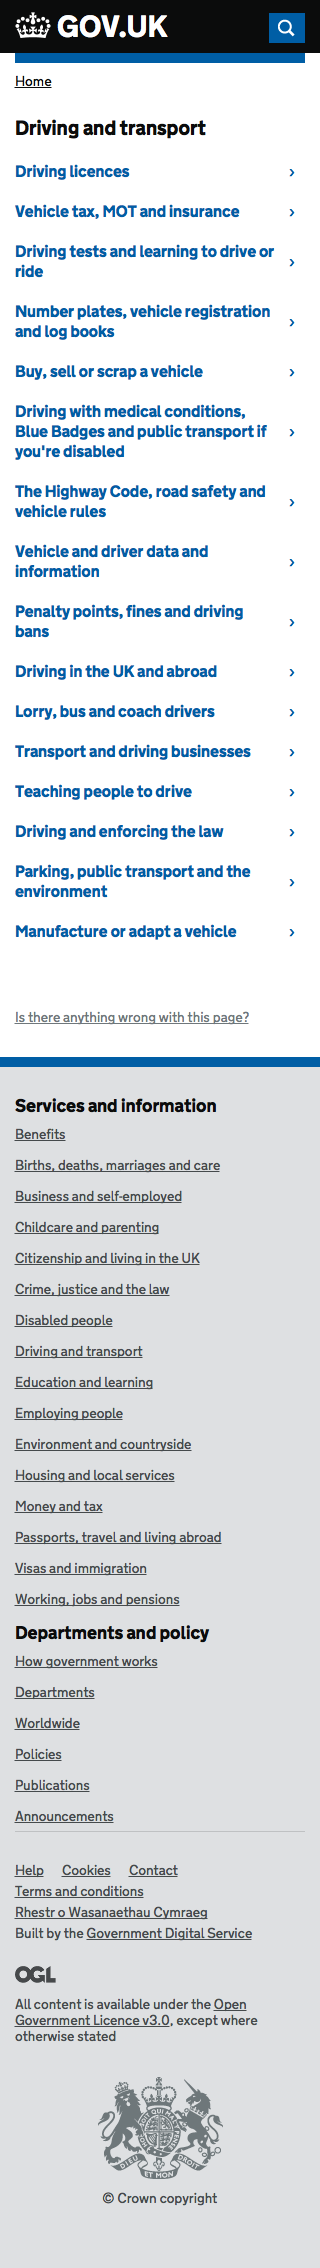 GOV.UK
Home
Driving and transport
Driving licences
Vehicle tax, MOT and insurance
Driving tests and learning to drive or
ride
Number plates, vehicle registration
and log books
Buy, sell or scrap a vehicle
Driving with medical conditions,
Blue Badges and public transport if
you're disabled
The Highway Code, road safety and
vehicle rules
Vehicle and driver data and
information
Penalty points, fines and driving
bans
Driving in the UK and abroad
Lorry, bus and coach drivers
Transport and driving businesses
Teaching people to drive
Driving and enforcing the law
Parking, public transport and the
environment
Manufacture or adapt a vehicle
Is there anything wrong with this page?
Services and information
Benefits
Births, deaths, marriages and care
Business and self-employed
Childcare and parenting
Citizenship and living in the UK
Crime, justice and the law
Disabled people
Driving and transport
Education and learning
Employing people
Environment and countryside
Housing and local services
Money and tax
Passports, travel and living abroad
Visas and immigration
Working, jobs and pensions
Departments and policy
How government works
Departments
Worldwide
Policies
Publications
Announcements
Help Cookies Contact
Terms and conditions
Rhestr o Wasanaethau Cymraeg
Built by the Government Digital Service
OGL
All content is available under the Open
Government Licence v3.0, except where
otherwise stated
DIEU ET MON DROIT
© Crown copyright